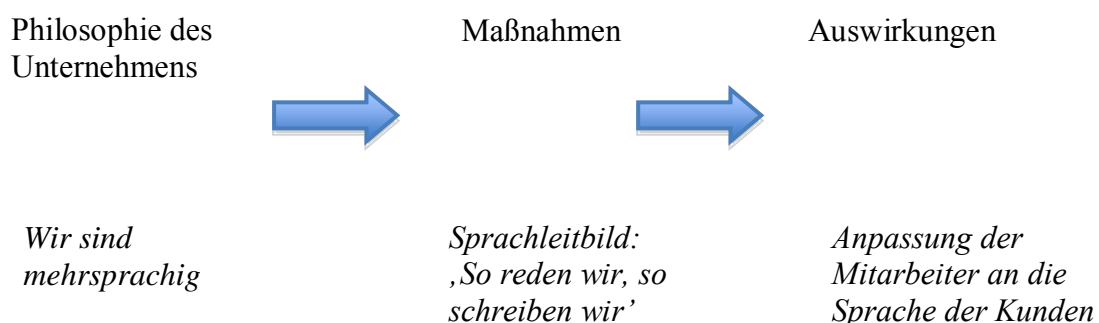 Philosophie des
Unternehmens
Maßnahmen
Auswirkungen
Wir sind
mehrsprachig
Sprachleitbild:
‚So reden wir, so
schreiben wir’
Anpassung der
Mitarbeiter an die
Sprache der Kunden